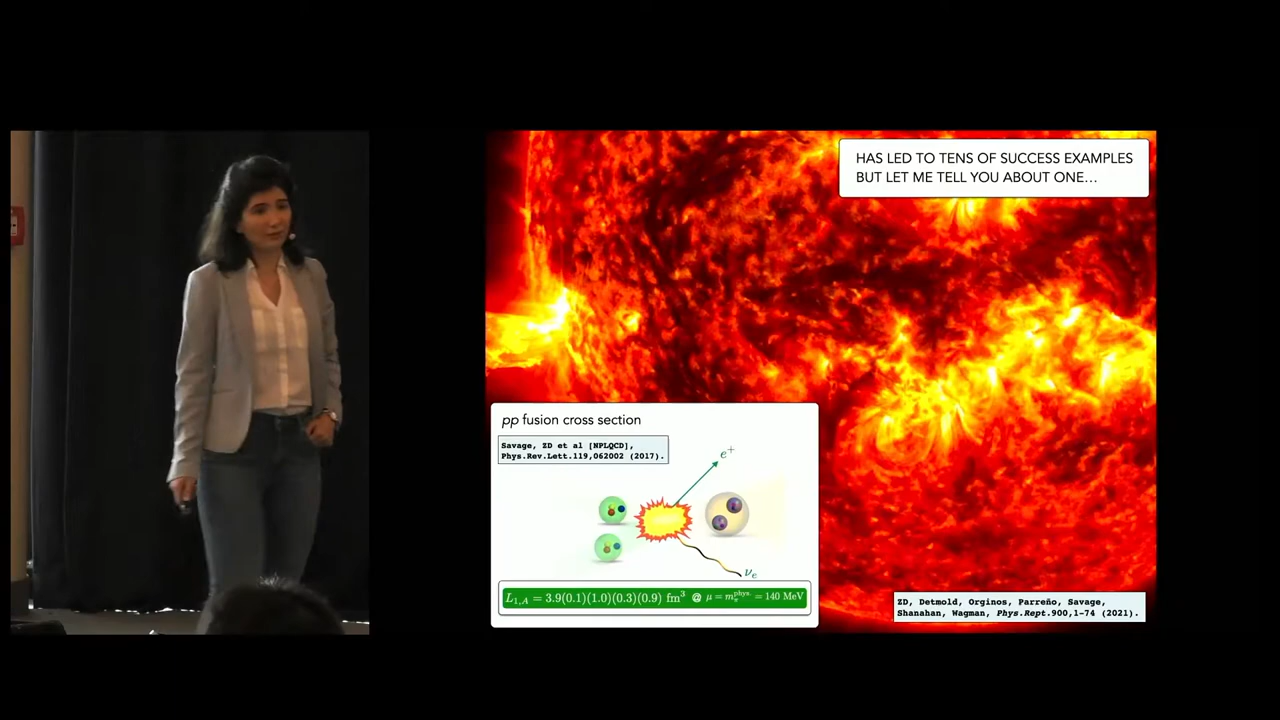 HAS LED TO TENS OF SUCCESS EXAMPLES
BUT LET ME TELL YOU ABOUT ONE...
pp fusion cross section
Savage, ZD et al [NPLQCD],
Phys.Rev.Lett.119,062002 (2017).
e⁺
νₑ
L₁,A = 3.9(0.1)(1.0)(0.3)(0.9) fm³ @ μ = m_π^phys. = 140 MeV
ZD, Detmold, Orginos, Parreño, Savage,
Shanahan, Wagman, Phys.Rept.900,1-74 (2021).